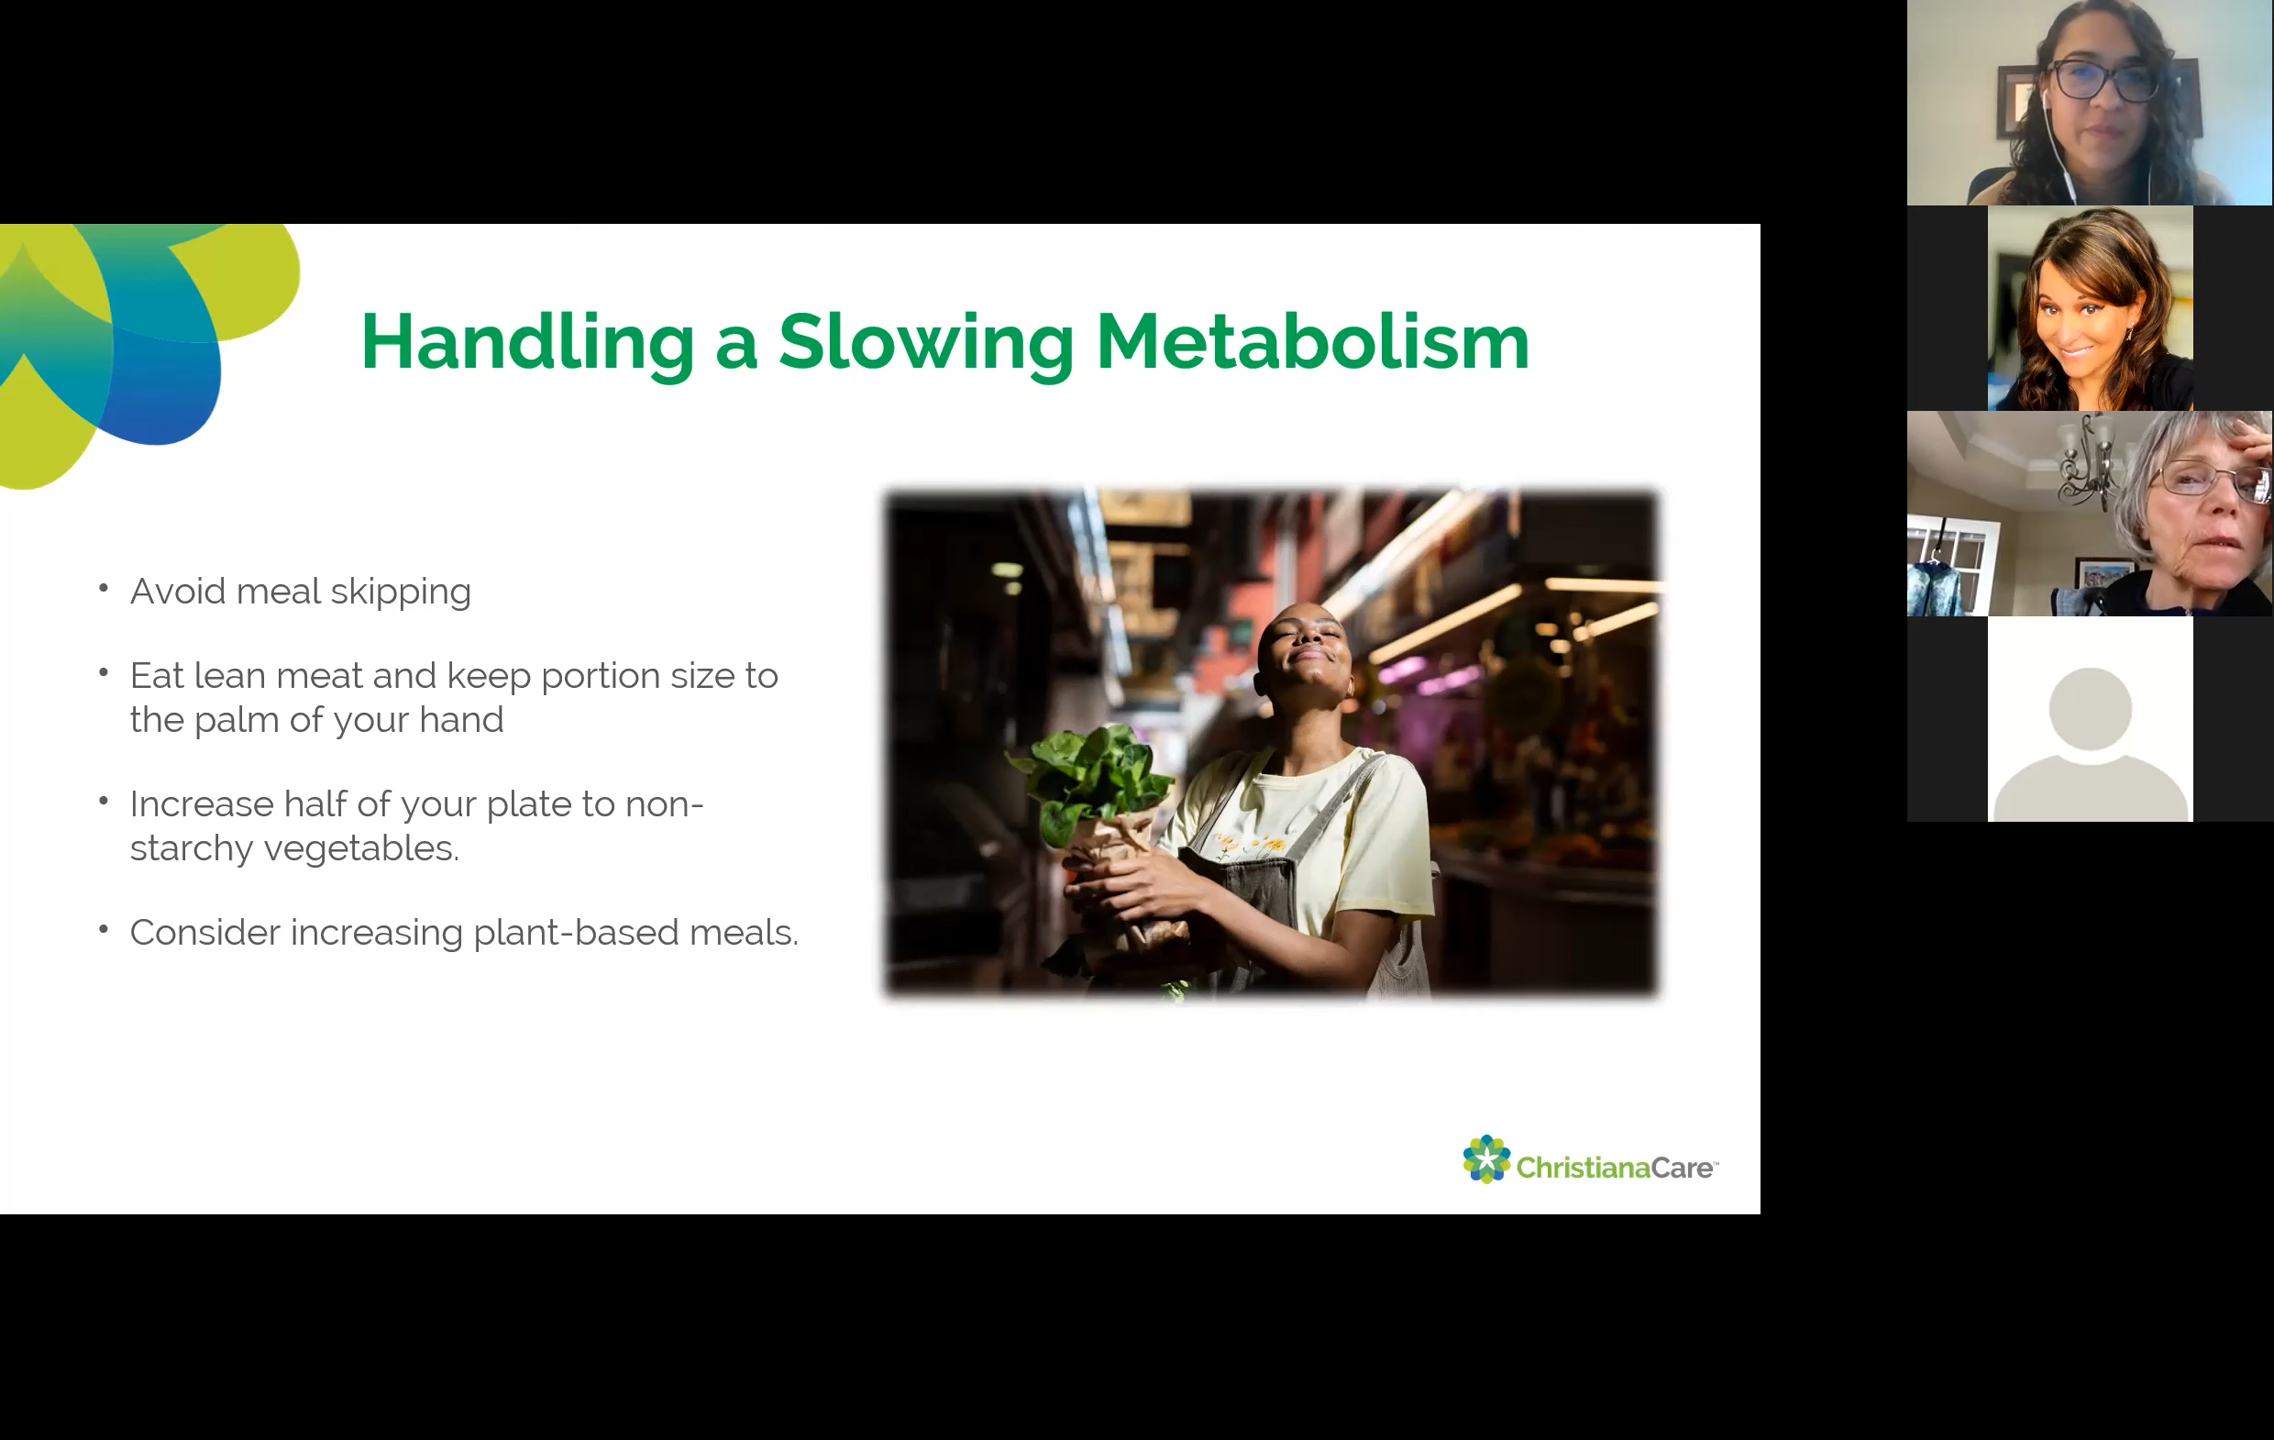 Handling a Slowing Metabolism
• Avoid meal skipping
• Eat lean meat and keep portion size to
the palm of your hand
• Increase half of your plate to non-
starchy vegetables.
• Consider increasing plant-based meals.
ChristianaCare™